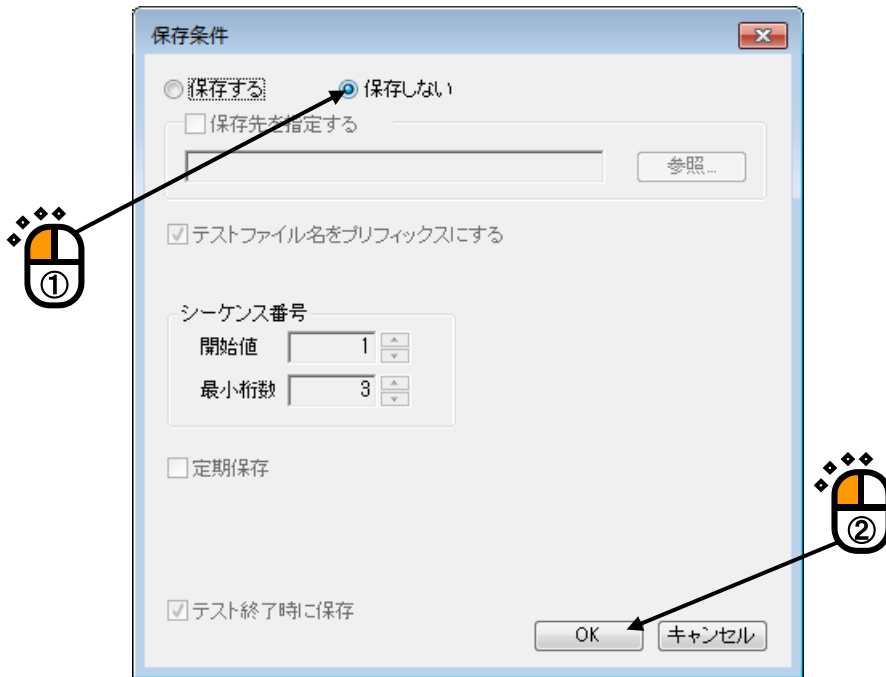 保存条件
保存する 保存しない
保存先を指定する
参照...
テストファイル名をプリフィックスにする
シーケンス番号
開始値 1
最小桁数 3
定期保存
テスト終了時に保存
OK キャンセル
①
②